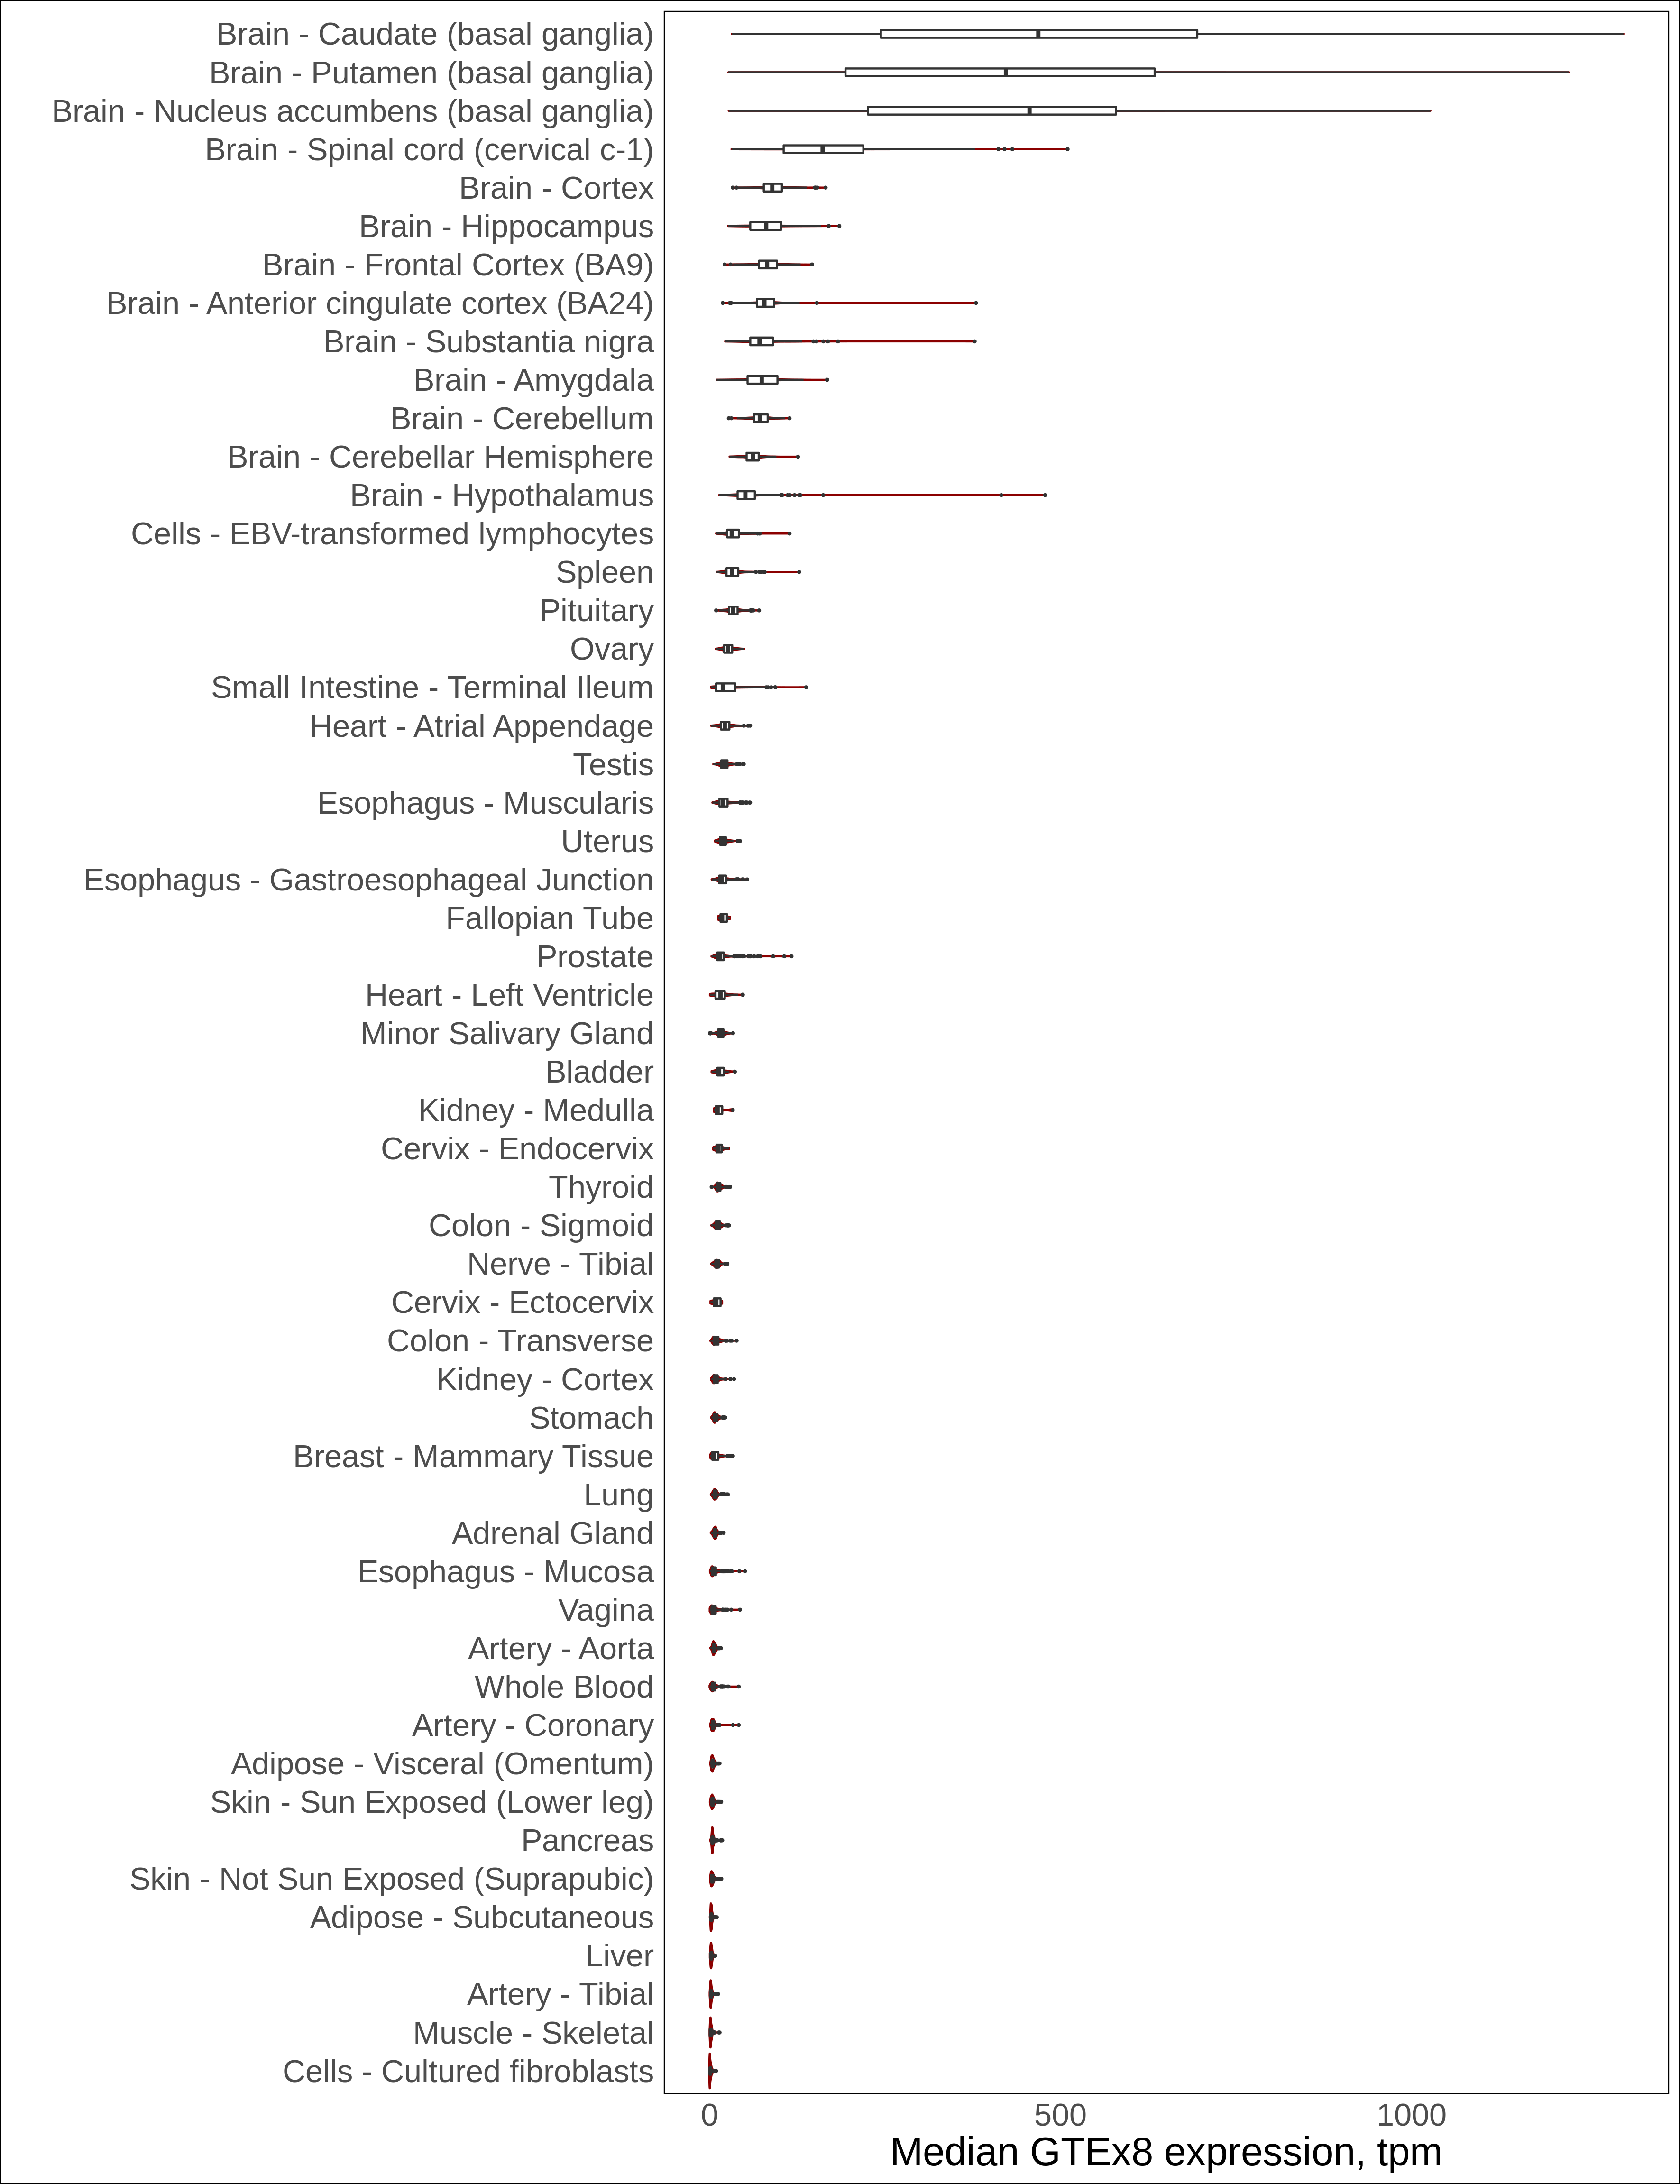 Brain - Caudate (basal ganglia)
Brain - Putamen (basal ganglia)
Brain - Nucleus accumbens (basal ganglia)
Brain - Spinal cord (cervical c-1)
Brain - Cortex
Brain - Hippocampus
Brain - Frontal Cortex (BA9)
Brain - Anterior cingulate cortex (BA24)
Brain - Substantia nigra
Brain - Amygdala
Brain - Cerebellum
Brain - Cerebellar Hemisphere
Brain - Hypothalamus
Cells - EBV-transformed lymphocytes
Spleen
Pituitary
Ovary
Small Intestine - Terminal Ileum
Heart - Atrial Appendage
Testis
Esophagus - Muscularis
Uterus
Esophagus - Gastroesophageal Junction
Fallopian Tube
Prostate
Heart - Left Ventricle
Minor Salivary Gland
Bladder
Kidney - Medulla
Cervix - Endocervix
Thyroid
Colon - Sigmoid
Nerve - Tibial
Cervix - Ectocervix
Colon - Transverse
Kidney - Cortex
Stomach
Breast - Mammary Tissue
Lung
Adrenal Gland
Esophagus - Mucosa
Vagina
Artery - Aorta
Whole Blood
Artery - Coronary
Adipose - Visceral (Omentum)
Skin - Sun Exposed (Lower leg)
Pancreas
Skin - Not Sun Exposed (Suprapubic)
Adipose - Subcutaneous
Liver
Artery - Tibial
Muscle - Skeletal
Cells - Cultured fibroblasts
0 500 1000
Median GTEx8 expression, tpm